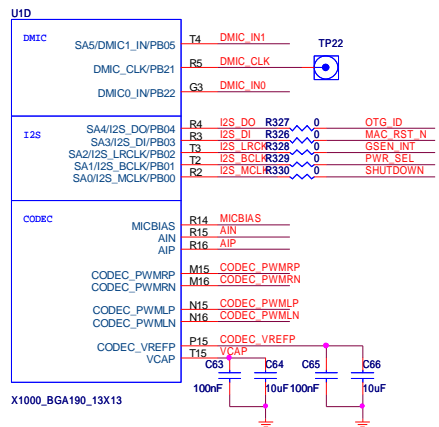 U1D
DMIC
SA5/DMIC1_IN/PB05 T4 DMIC_IN1
TP22
DMIC_CLK/PB21 R5 DMIC_CLK
DMIC0_IN/PB22 G3 DMIC_IN0
I2S
SA4/I2S_DO/PB04 R4 I2S_DO R327 0 OTG_ID
SA3/I2S_DI/PB03 R3 I2S_DI R326 0 MAC_RST_N
SA2/I2S_LRCLK/PB02 T3 I2S_LRCK R328 0 GSEN_INT
SA1/I2S_BCLK/PB01 T2 I2S_BCLK R329 0 PWR_SEL
SA0/I2S_MCLK/PB00 R2 I2S_MCLK R330 0 SHUTDOWN
CODEC
MICBIAS R14 MICBIAS
AIN R15 AIN
AIP R16 AIP
CODEC_PWMRP M15 CODEC_PWMRP
CODEC_PWMRN M16 CODEC_PWMRN
CODEC_PWMLP N15 CODEC_PWMLP
CODEC_PWMLN N16 CODEC_PWMLN
CODEC_VREFP P15 CODEC_VREFP
VCAP T15 VCAP
C63 C64 C65 C66
100nF 10uF 100nF 10uF
X1000_BGA190_13X13